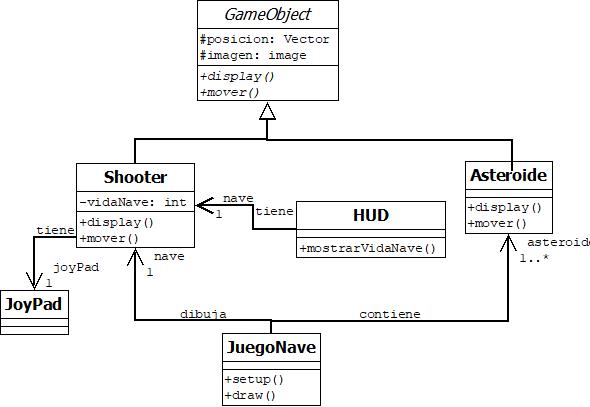 GameObject
#posicion: Vector
#imagen: image
+display()
+mover()
Shooter
-vidaNave: int
+display()
+mover()
Asteroide
+display()
+mover()
nave
1
tiene
HUD
+mostrarVidaNave()
tiene
joyPad
1
nave
1
asteroide
1..*
JoyPad
dibuja
contiene
JuegoNave
+setup()
+draw()